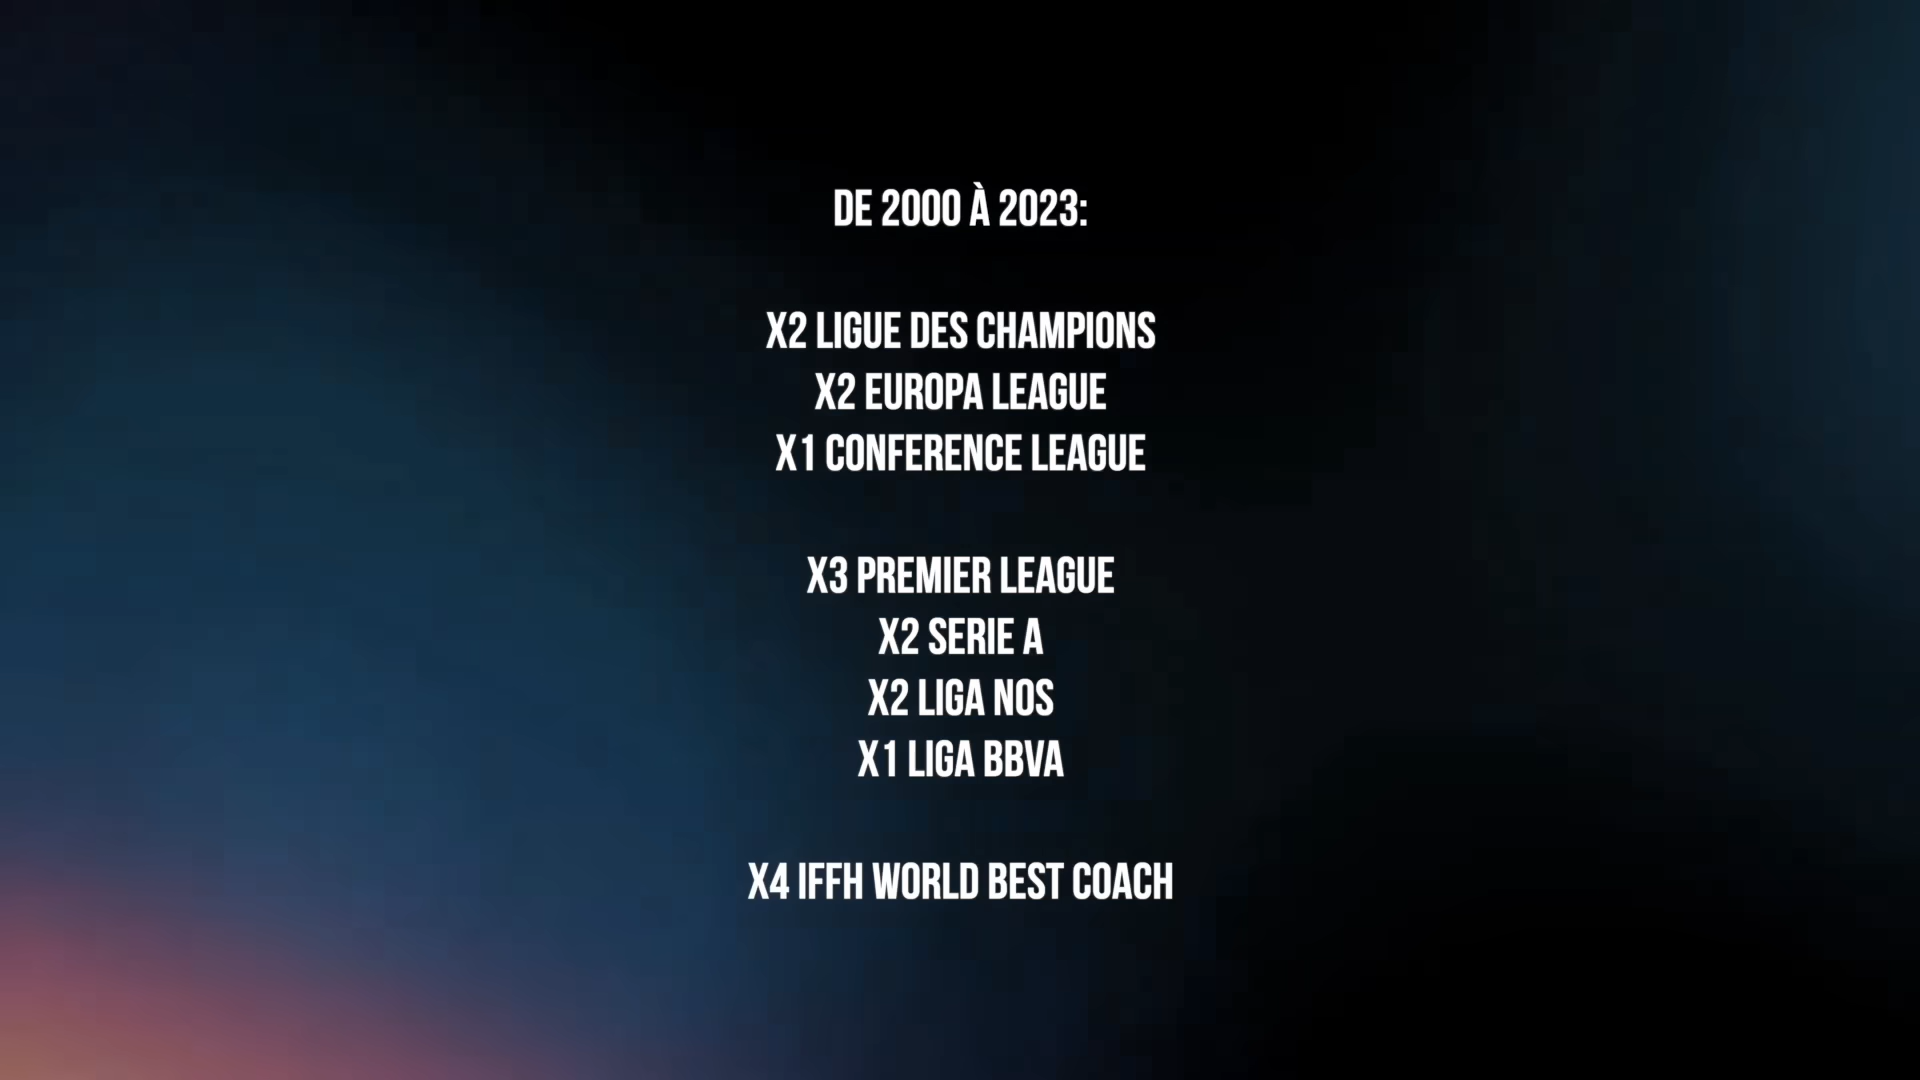 DE 2000 À 2023:
X2 LIGUE DES CHAMPIONS
X2 EUROPA LEAGUE
X1 CONFERENCE LEAGUE
X3 PREMIER LEAGUE
X2 SERIE A
X2 LIGA NOS
X1 LIGA BBVA
X4 IFFH WORLD BEST COACH